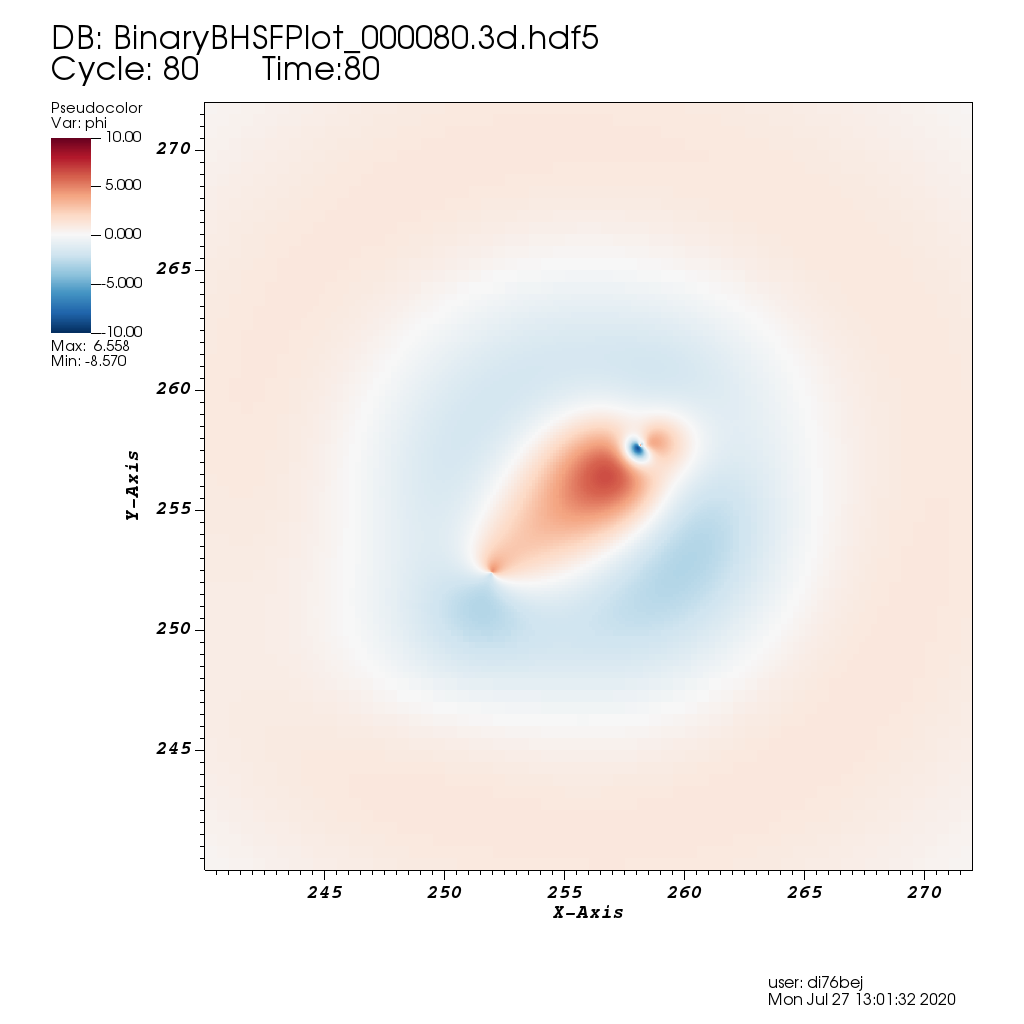 DB: BinaryBHSFPlot_000080.3d.hdf5
Cycle: 80 Time:80
Pseudocolor
Var: phi
10.00
5.000
0.000
-5.000
-10.00
Max: 6.558
Min: -8.570
270
265
260
255
250
245
Y-Axis
245 250 255 260 265 270
X-Axis
user: di76bej
Mon Jul 27 13:01:32 2020